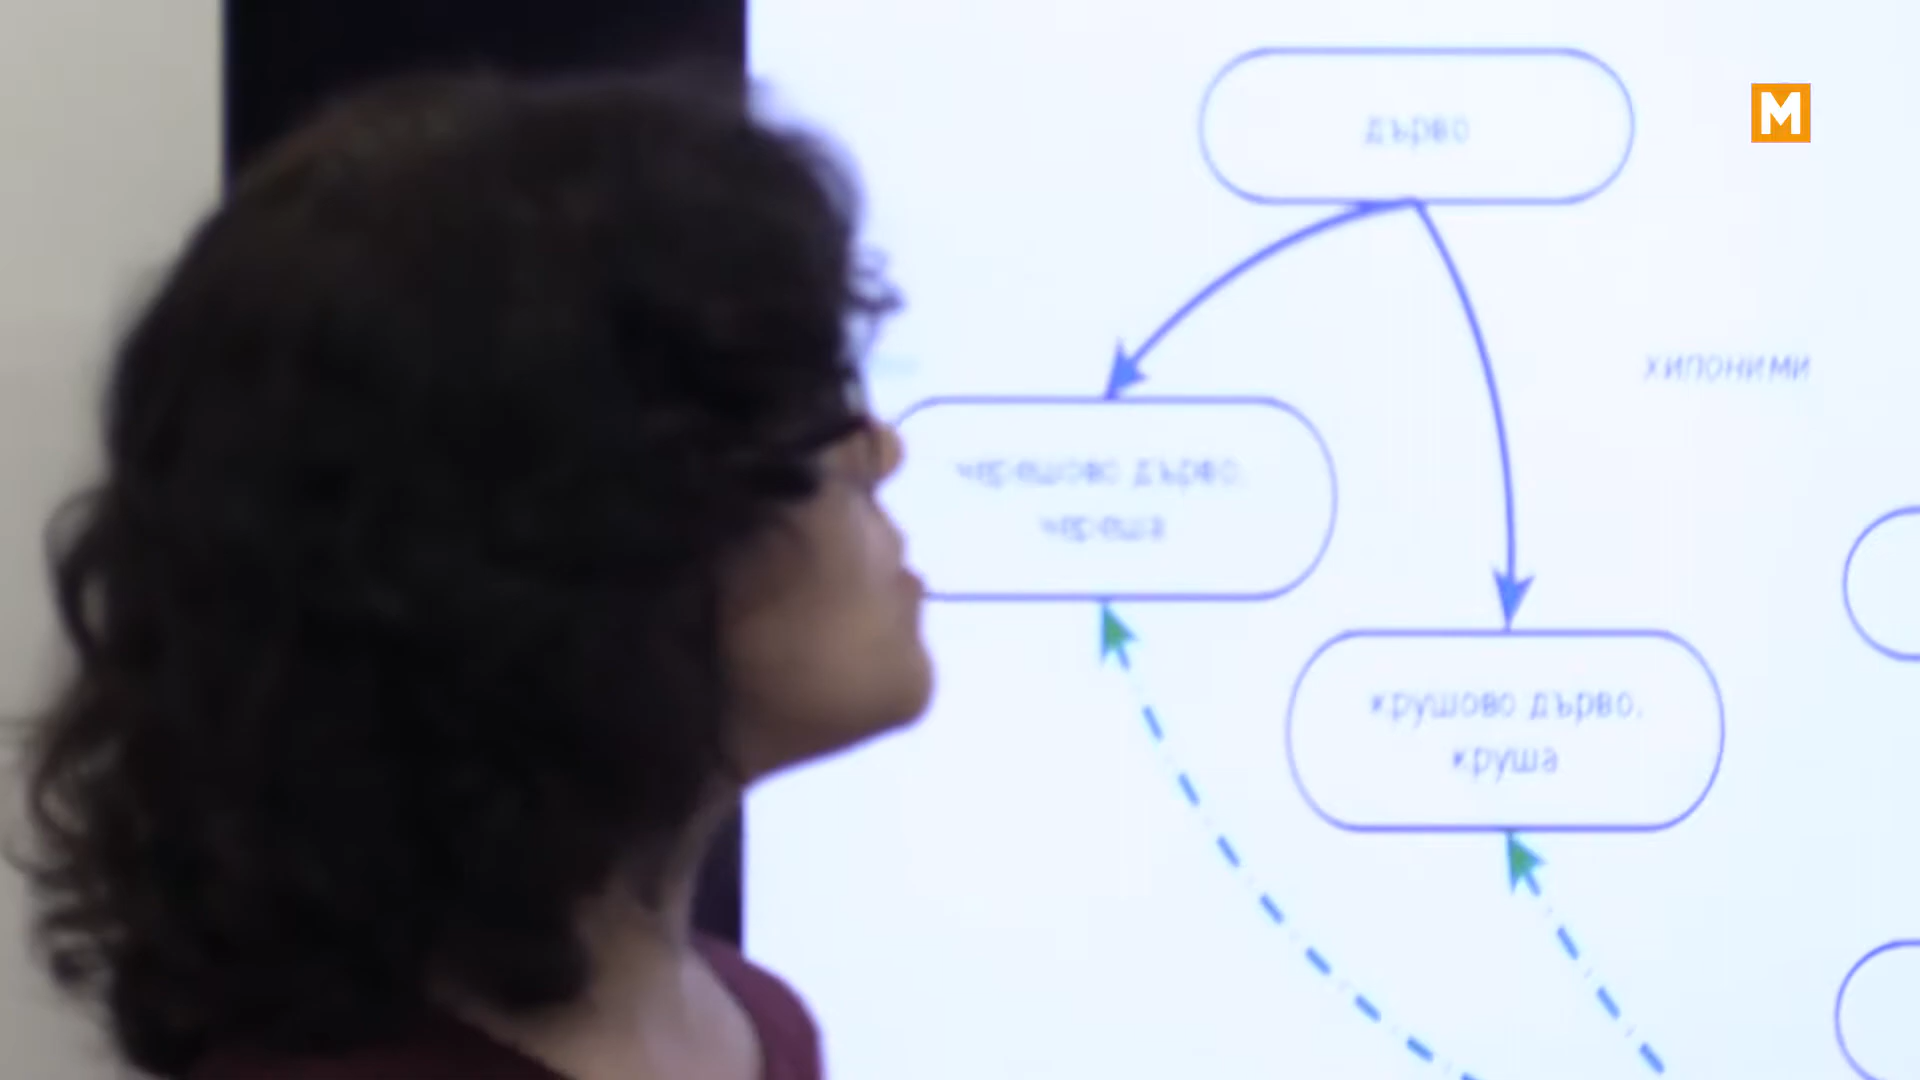 дърво
M
хипоними
черешово дърво,
череша
крушово дърво,
круша